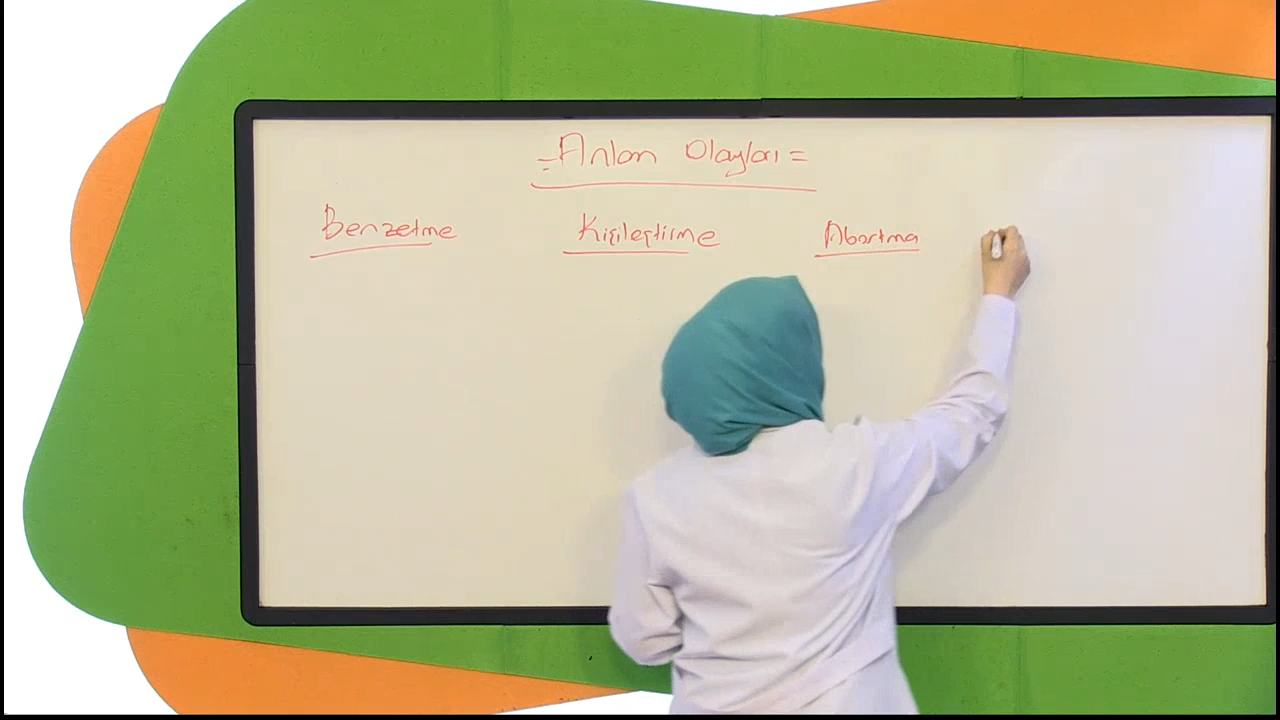 = Anlam Olayları =
Benzetme Kişileştirme Abartma